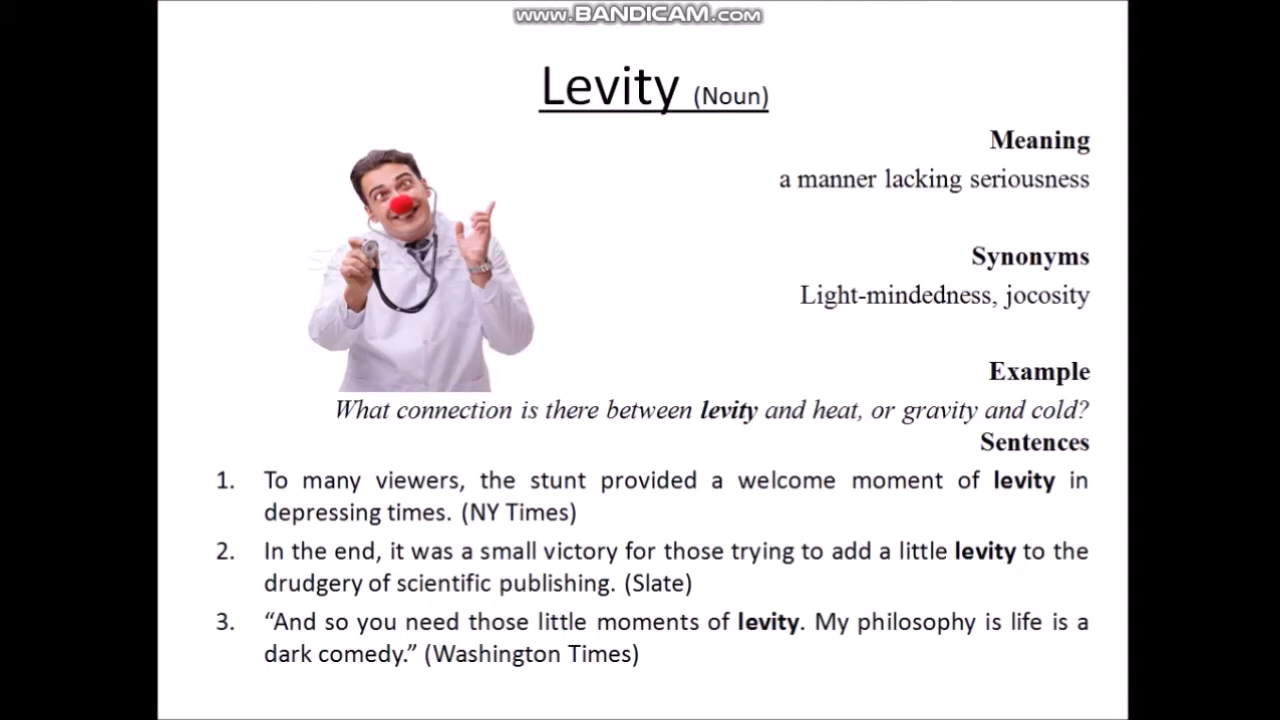 www.BANDICAM.com
Levity (Noun)
Meaning
a manner lacking seriousness
Synonyms
Light-mindedness, jocosity
Example
What connection is there between levity and heat, or gravity and cold?
Sentences
1. To many viewers, the stunt provided a welcome moment of levity in
depressing times. (NY Times)
2. In the end, it was a small victory for those trying to add a little levity to the
drudgery of scientific publishing. (Slate)
3. “And so you need those little moments of levity. My philosophy is life is a
dark comedy.” (Washington Times)